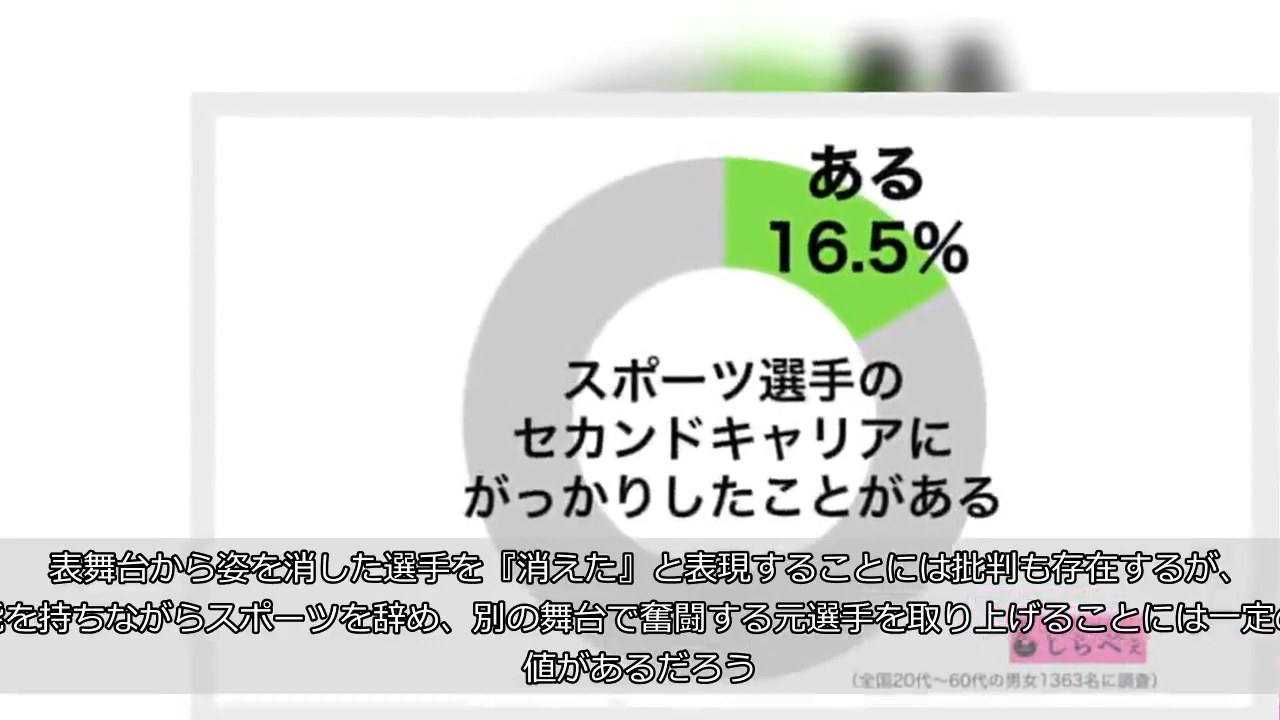 ある
16.5%
スポーツ選手の
セカンドキャリアに
がっかりしたことがある
表舞台から姿を消した選手を『消えた』と表現することには批判も存在するが、
を持ちながらスポーツを辞め、別の舞台で奮闘する元選手を取り上げることには一定
値があるだろう
しらべぇ
(全国20代〜60代の男女1363名に調査)